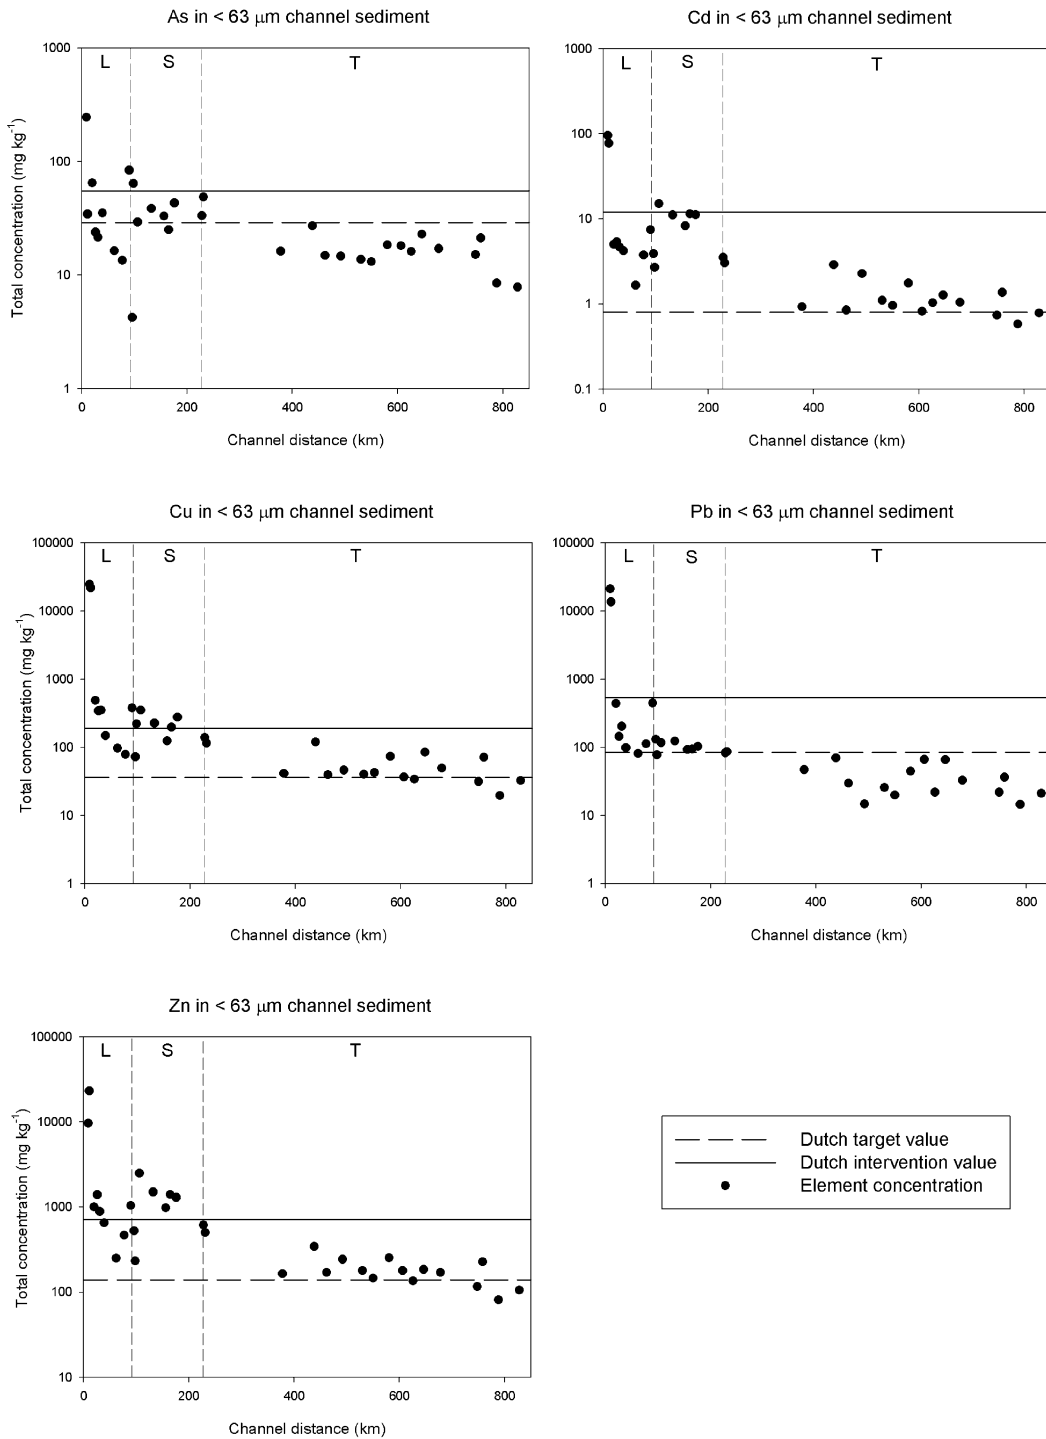 As in < 63 μm channel sediment
Total concentration (mg kg-1)
1000
100
10
1
L
S
T
0
200
400
600
800
Channel distance (km)
Cd in < 63 μm channel sediment
1000
100
10
1
0.1
L
S
T
0
200
400
600
800
Channel distance (km)
Cu in < 63 μm channel sediment
Total concentration (mg kg-1)
100000
10000
1000
100
10
1
L
S
T
0
200
400
600
800
Channel distance (km)
Pb in < 63 μm channel sediment
100000
10000
1000
100
10
1
L
S
T
0
200
400
600
800
Channel distance (km)
Zn in < 63 μm channel sediment
Total concentration (mg kg-1)
100000
10000
1000
100
10
L
S
T
0
200
400
600
800
Channel distance (km)
Dutch target value
Dutch intervention value
Element concentration